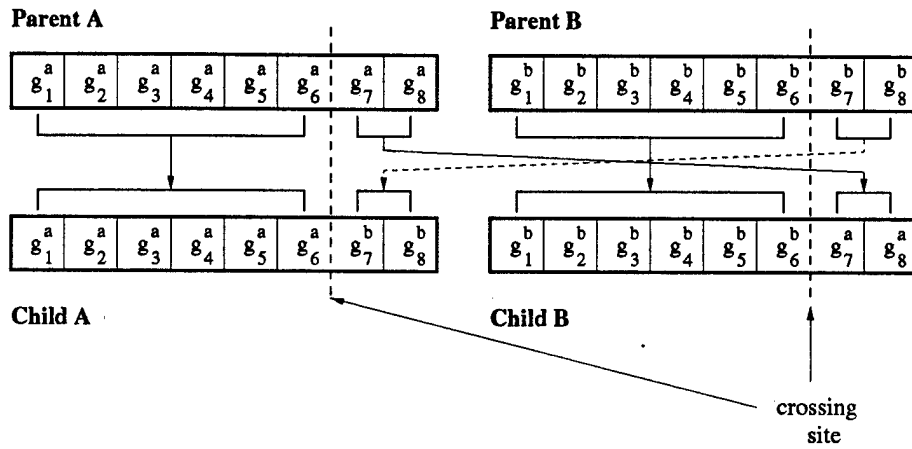 Parent A
Parent B
g₁ᵃ g₂ᵃ g₃ᵃ g₄ᵃ g₅ᵃ g₆ᵃ g₇ᵃ g₈ᵃ
g₁ᵇ g₂ᵇ g₃ᵇ g₄ᵇ g₅ᵇ g₆ᵇ g₇ᵇ g₈ᵇ
g₁ᵃ g₂ᵃ g₃ᵃ g₄ᵃ g₅ᵃ g₆ᵃ g₇ᵇ g₈ᵇ
g₁ᵇ g₂ᵇ g₃ᵇ g₄ᵇ g₅ᵇ g₆ᵇ g₇ᵃ g₈ᵃ
Child A
Child B
crossing
site